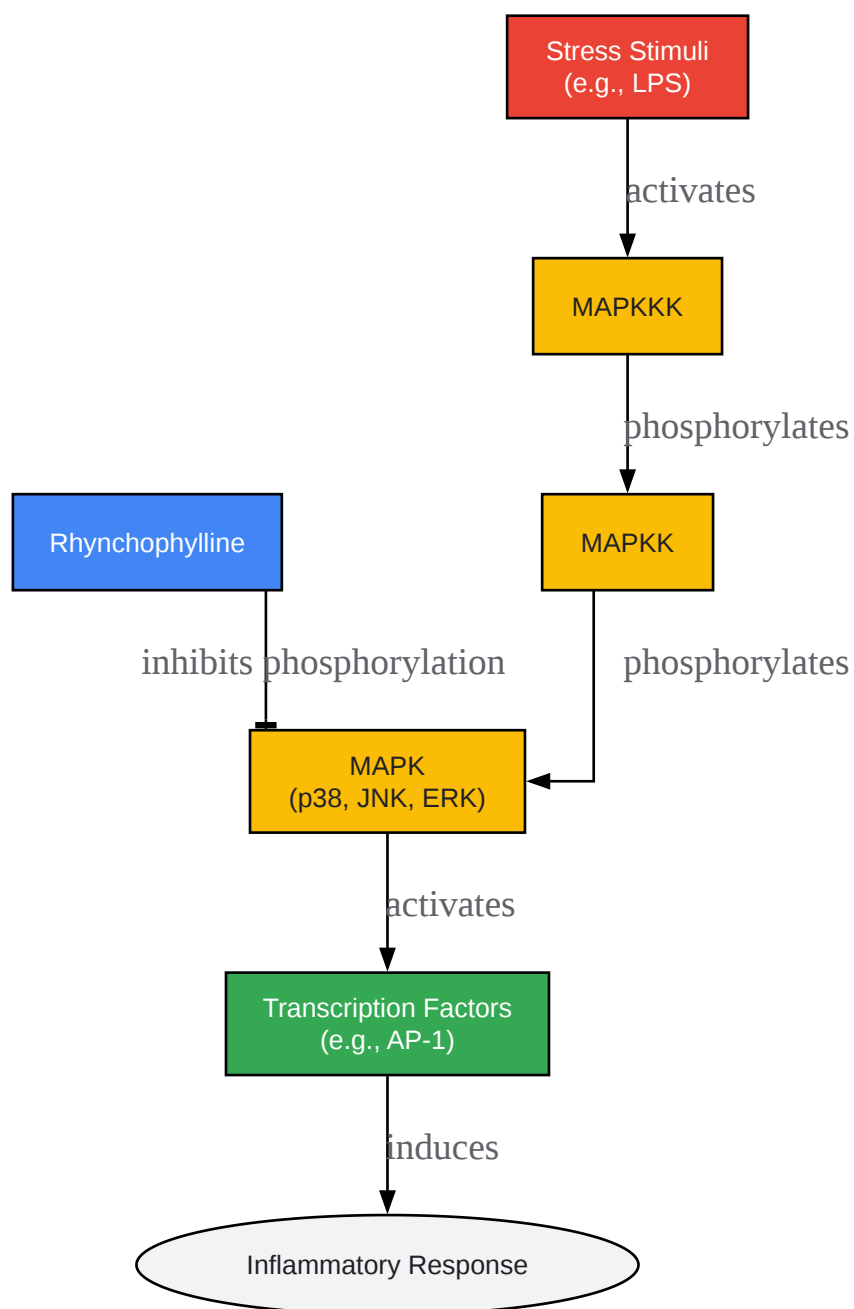 Stress Stimuli
(e.g., LPS)
activates
MAPKKK
phosphorylates
Rhynchophylline
MAPKK
inhibits phosphorylation
phosphorylates
MAPK
(p38, JNK, ERK)
activates
Transcription Factors
(e.g., AP-1)
induces
Inflammatory Response